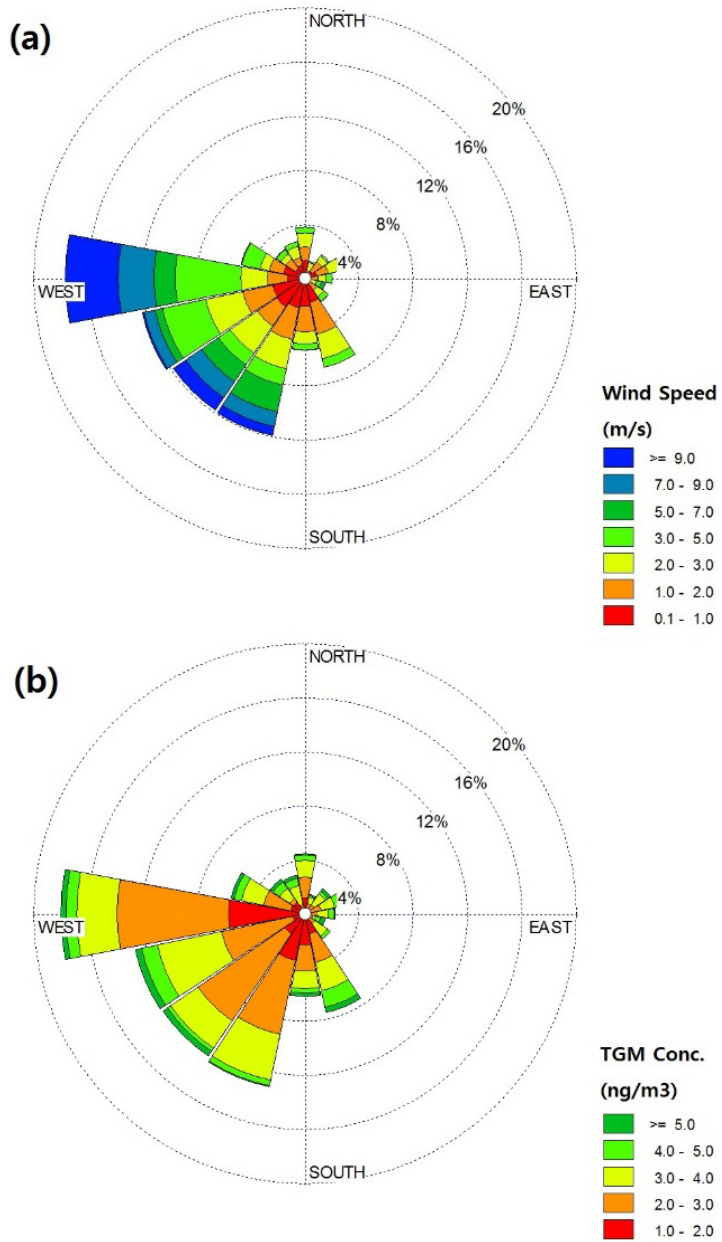 (a)
NORTH
20%
16%
12%
8%
4%
WEST
EAST
SOUTH
Wind Speed
(m/s)
>= 9.0
7.0 - 9.0
5.0 - 7.0
3.0 - 5.0
2.0 - 3.0
1.0 - 2.0
0.1 - 1.0
(b)
NORTH
20%
16%
12%
8%
4%
WEST
EAST
SOUTH
TGM Conc.
(ng/m3)
>= 5.0
4.0 - 5.0
3.0 - 4.0
2.0 - 3.0
1.0 - 2.0